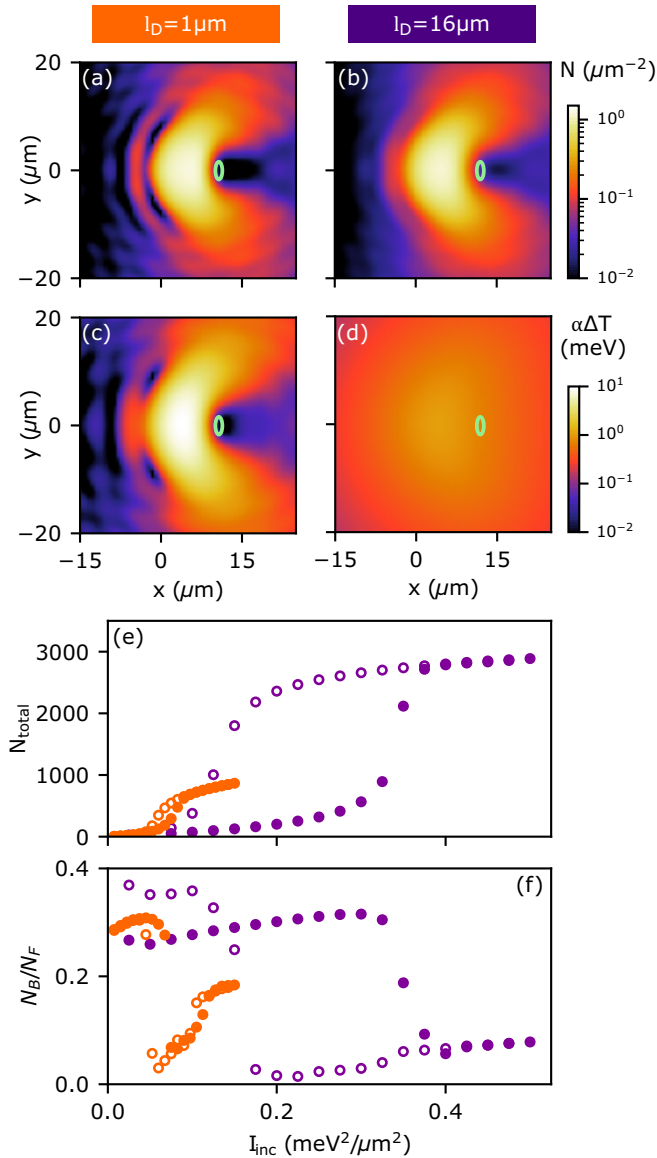 l_D=1μm
l_D=16μm
(a)
(b)
N (μm⁻²)
20
0
−20
y (μm)
10⁰
10⁻¹
10⁻²
(c)
(d)
αΔT
(meV)
20
0
−20
y (μm)
10¹
10⁰
10⁻¹
10⁻²
−15
0
15
x (μm)
−15
0
15
x (μm)
(e)
3000
2000
1000
0
N_total
(f)
0.4
0.2
0.0
N_B/N_F
0.0
0.2
0.4
I_inc (meV²/μm²)